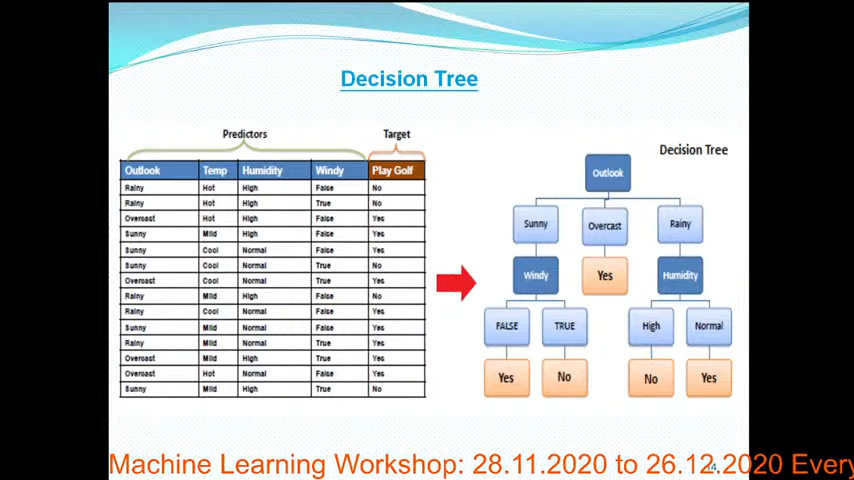 Decision Tree
Predictors Target
Outlook Temp Humidity Windy Play Golf
Rainy Hot High False No
Rainy Hot High True No
Overcast Hot High False Yes
Sunny Mild High False Yes
Sunny Cool Normal False Yes
Sunny Cool Normal True No
Overcast Cool Normal True Yes
Rainy Mild High False No
Rainy Cool Normal False Yes
Sunny Mild Normal False Yes
Rainy Mild Normal True Yes
Overcast Mild High True Yes
Overcast Hot Normal False Yes
Sunny Mild High True No
Decision Tree
Outlook
Sunny Overcast Rainy
Windy Yes Humidity
FALSE TRUE High Normal
Yes No No Yes
14
Machine Learning Workshop: 28.11.2020 to 26.12.2020 Every